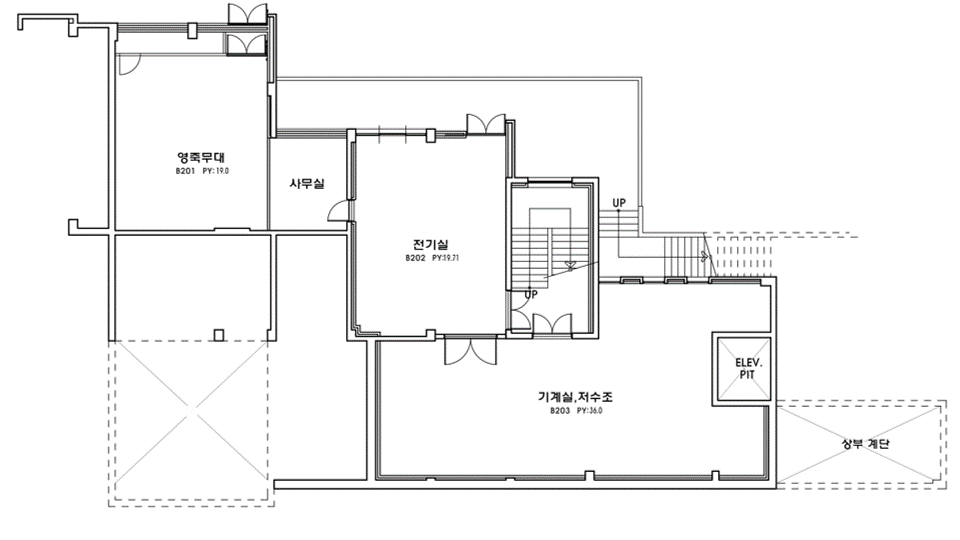 영죽무대
B201 PY:19.0
사무실
전기실
B202 PY:19.71
UP
UP
ELEV.
PIT
기계실,저수조
B203 PY:36.0
상부 계단